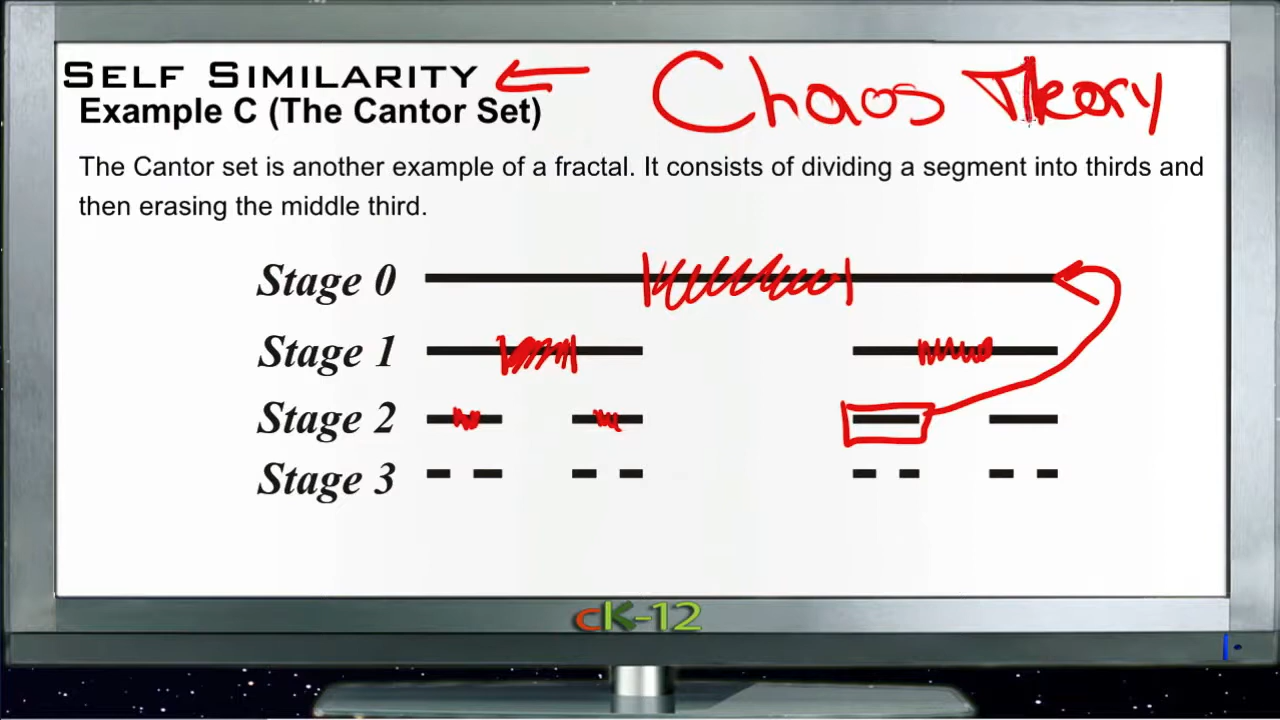 SELF SIMILARITY
Chaos Theory
Example C (The Cantor Set)
The Cantor set is another example of a fractal. It consists of dividing a segment into thirds and
then erasing the middle third.
Stage 0
Stage 1
Stage 2
Stage 3
cK-12